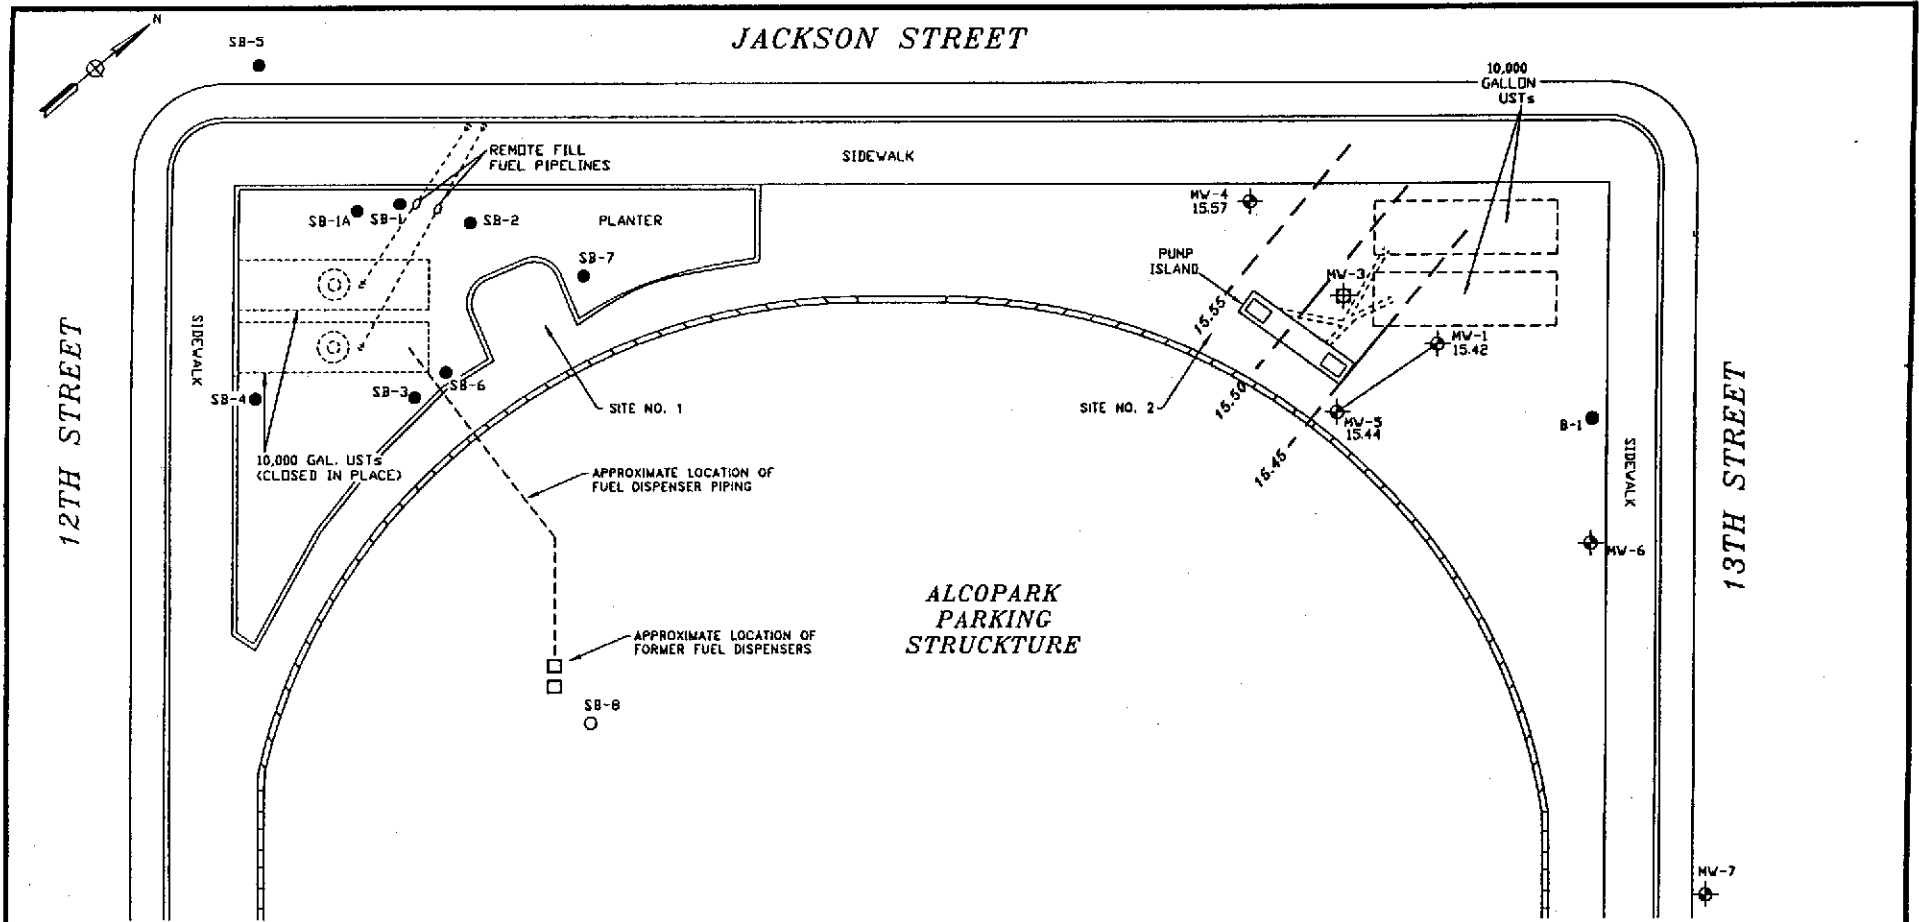 N
SB-5
JACKSON STREET
10,000
GALLON
USTs
REMOTE FILL
FUEL PIPELINES
SIDEWALK
SB-1A
SB-1
SB-2
PLANTER
MW-4
15.57
SB-7
PUMP
ISLAND
MW-3
15.55
MW-1
15.42
12TH STREET
SIDEWALK
SB-4
SB-3
SB-6
SITE NO. 1
SITE NO. 2
15.50
MW-5
15.44
B-1
SIDEWALK
13TH STREET
10,000 GAL. USTs
(CLOSED IN PLACE)
APPROXIMATE LOCATION OF
FUEL DISPENSER PIPING
16.45
MW-6
ALCOPARK
PARKING
STRUCKTURE
APPROXIMATE LOCATION OF
FORMER FUEL DISPENSERS
SB-8
MW-7